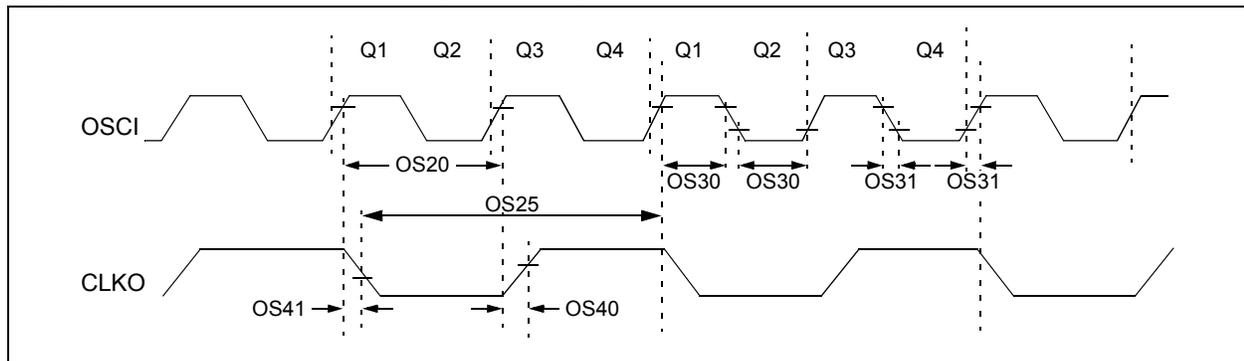 Q1 Q2 Q3 Q4 Q1 Q2 Q3 Q4
OSCI
OS20
OS30 OS30 OS31 OS31
OS25
CLKO
OS41 OS40